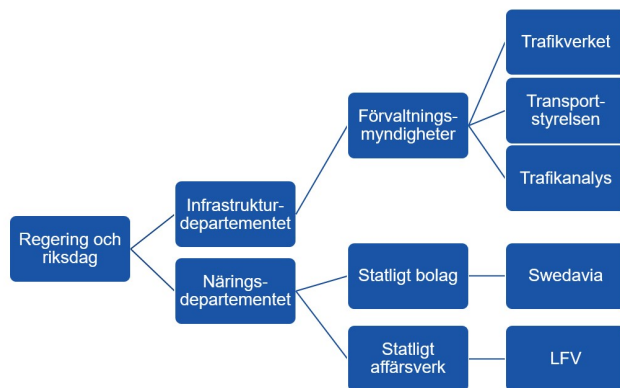 Regering och
riksdag
Infrastruktur-
departementet
Närings-
departementet
Förvaltnings-
myndigheter
Statligt bolag
Statligt
affärsverk
Trafikverket
Transport-
styrelsen
Trafikanalys
Swedavia
LFV